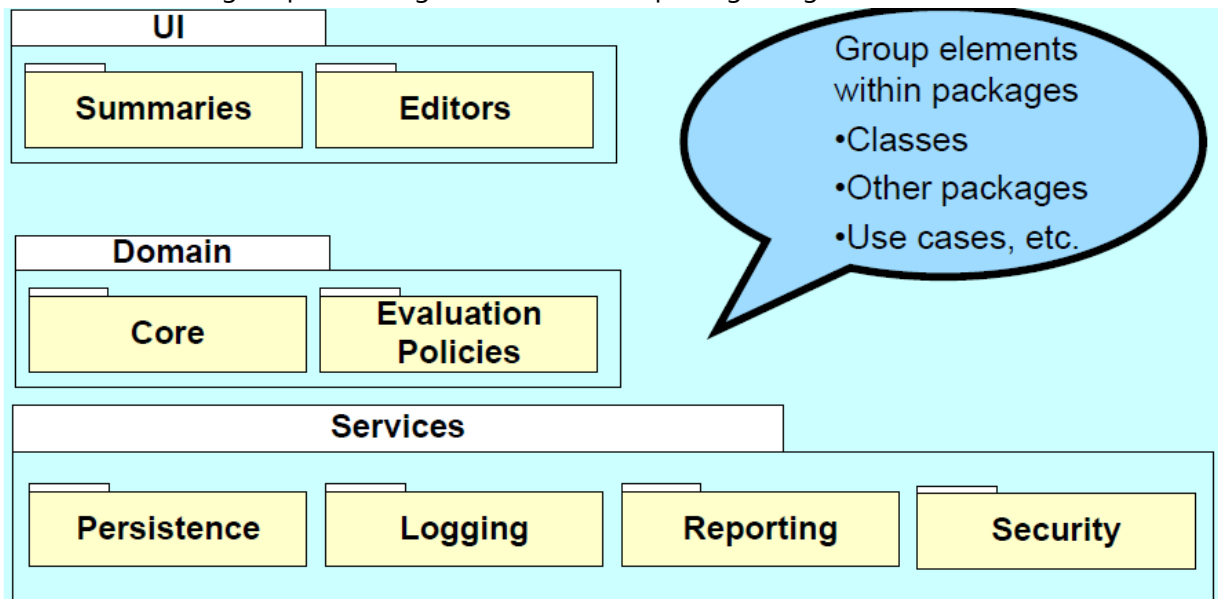 UI
Summaries
Editors
Group elements
within packages
•Classes
•Other packages
•Use cases, etc.
Domain
Core
Evaluation
Policies
Services
Persistence
Logging
Reporting
Security